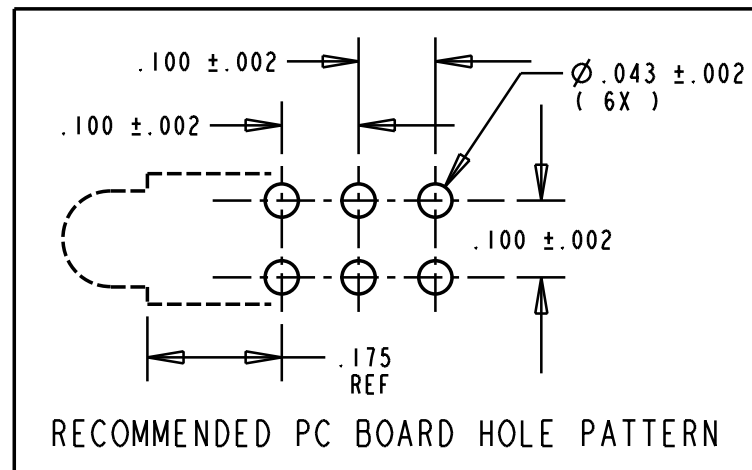 .100 ±.002
Ø.043 ±.002
( 6X )
.100 ±.002
.100 ±.002
.175
REF
RECOMMENDED PC BOARD HOLE PATTERN